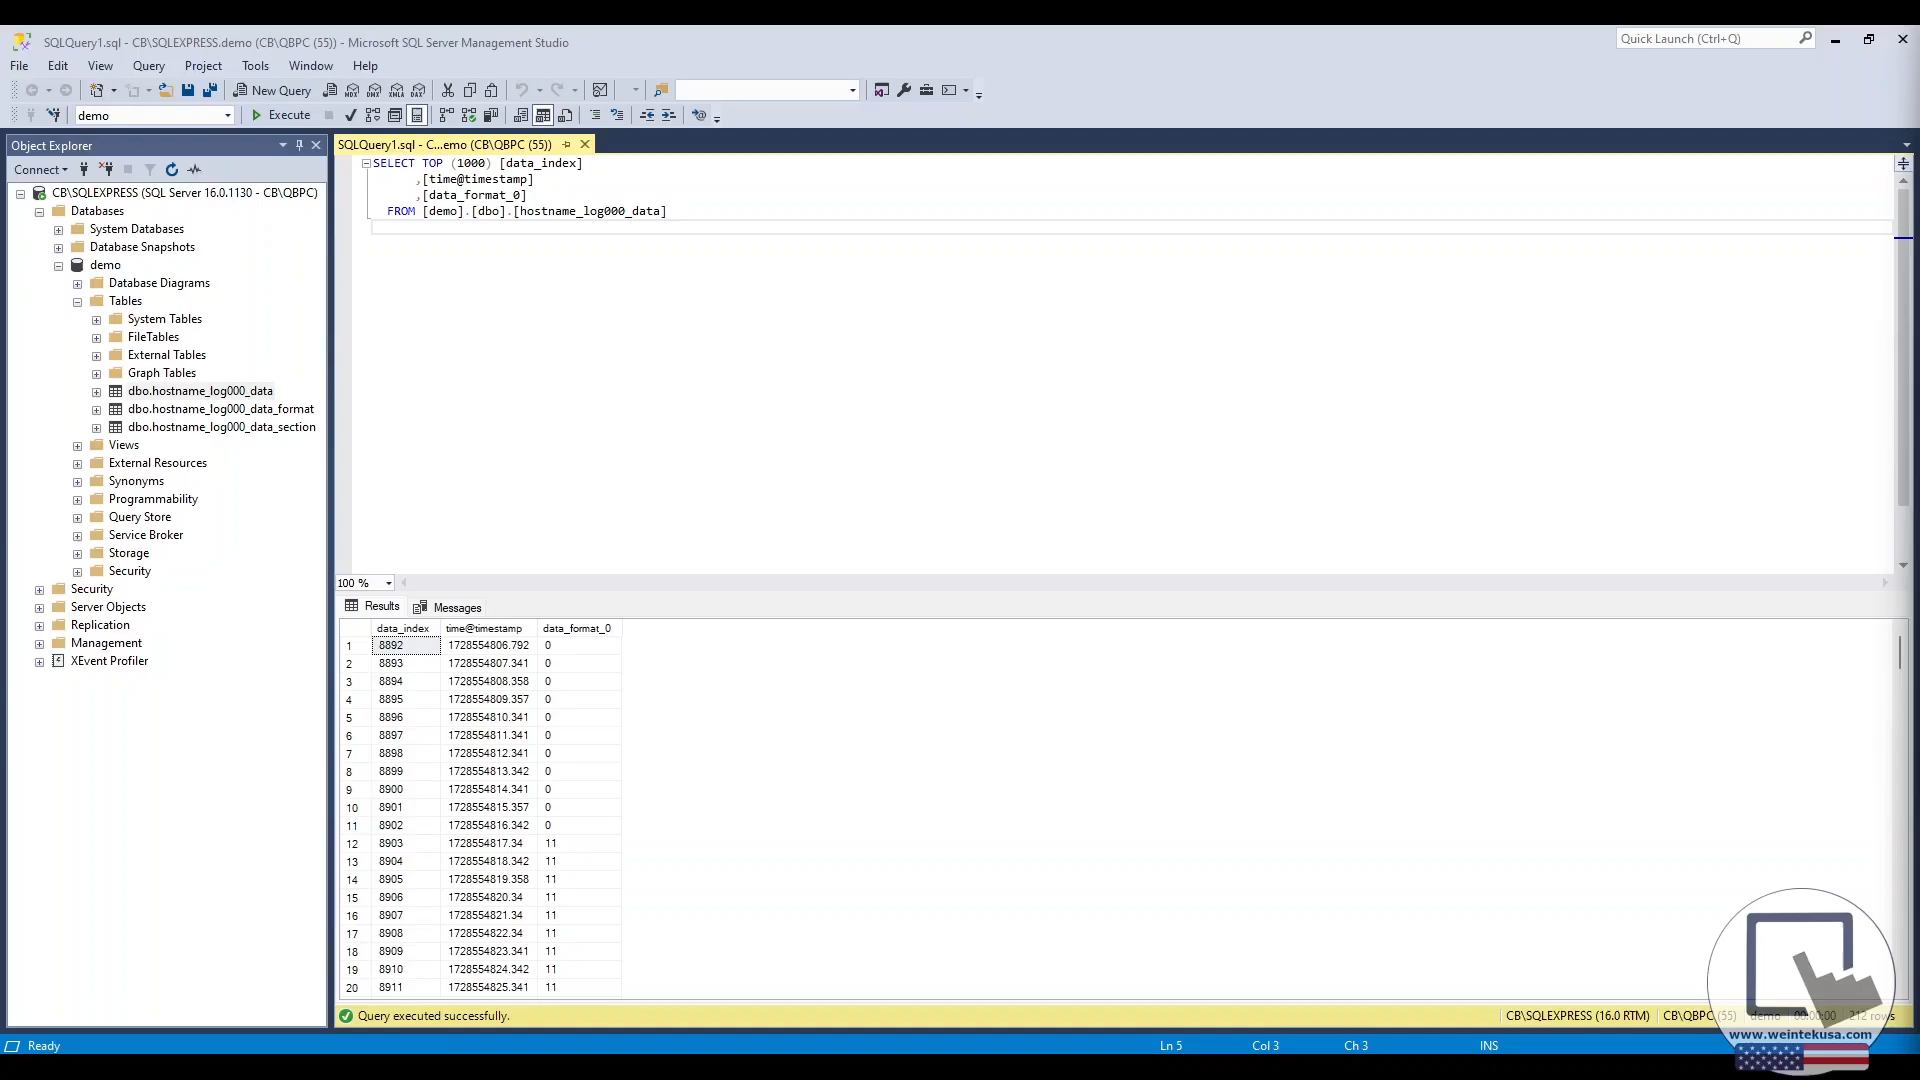 SQLQuery1.sql - CB\SQLEXPRESS.demo (CB\QBPC (55)) - Microsoft SQL Server Management Studio
Quick Launch (Ctrl+Q)
File Edit View Query Project Tools Window Help
MDX DMX XMLA DAX
New Query
demo
Execute
Object Explorer
SQLQuery1.sql - C...emo (CB\QBPC (55))
Connect
CB\SQLEXPRESS (SQL Server 16.0.1130 - CB\QBPC)
Databases
System Databases
Database Snapshots
demo
Database Diagrams
Tables
System Tables
FileTables
External Tables
Graph Tables
dbo.hostname_log000_data
dbo.hostname_log000_data_format
dbo.hostname_log000_data_section
Views
External Resources
Synonyms
Programmability
Query Store
Service Broker
Storage
Security
Security
Server Objects
Replication
Management
XEvent Profiler
SELECT TOP (1000) [data_index]
,[time@timestamp]
,[data_format_0]
FROM [demo].[dbo].[hostname_log000_data]
100 %
Results Messages
data_index time@timestamp data_format_0
1 8892 1728554806.792 0
2 8893 1728554807.341 0
3 8894 1728554808.358 0
4 8895 1728554809.357 0
5 8896 1728554810.341 0
6 8897 1728554811.341 0
7 8898 1728554812.341 0
8 8899 1728554813.342 0
9 8900 1728554814.341 0
10 8901 1728554815.357 0
11 8902 1728554816.342 0
12 8903 1728554817.34 11
13 8904 1728554818.342 11
14 8905 1728554819.358 11
15 8906 1728554820.34 11
16 8907 1728554821.34 11
17 8908 1728554822.34 11
18 8909 1728554823.341 11
19 8910 1728554824.342 11
20 8911 1728554825.341 11
Query executed successfully.
CB\SQLEXPRESS (16.0 RTM) CB\QBPC (55) demo 00:00:00 212 rows
www.weintekusa.com
Ready
Ln 5 Col 3 Ch 3 INS